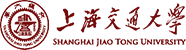 上海交通大学
SHANGHAI JIAO TONG UNIVERSITY